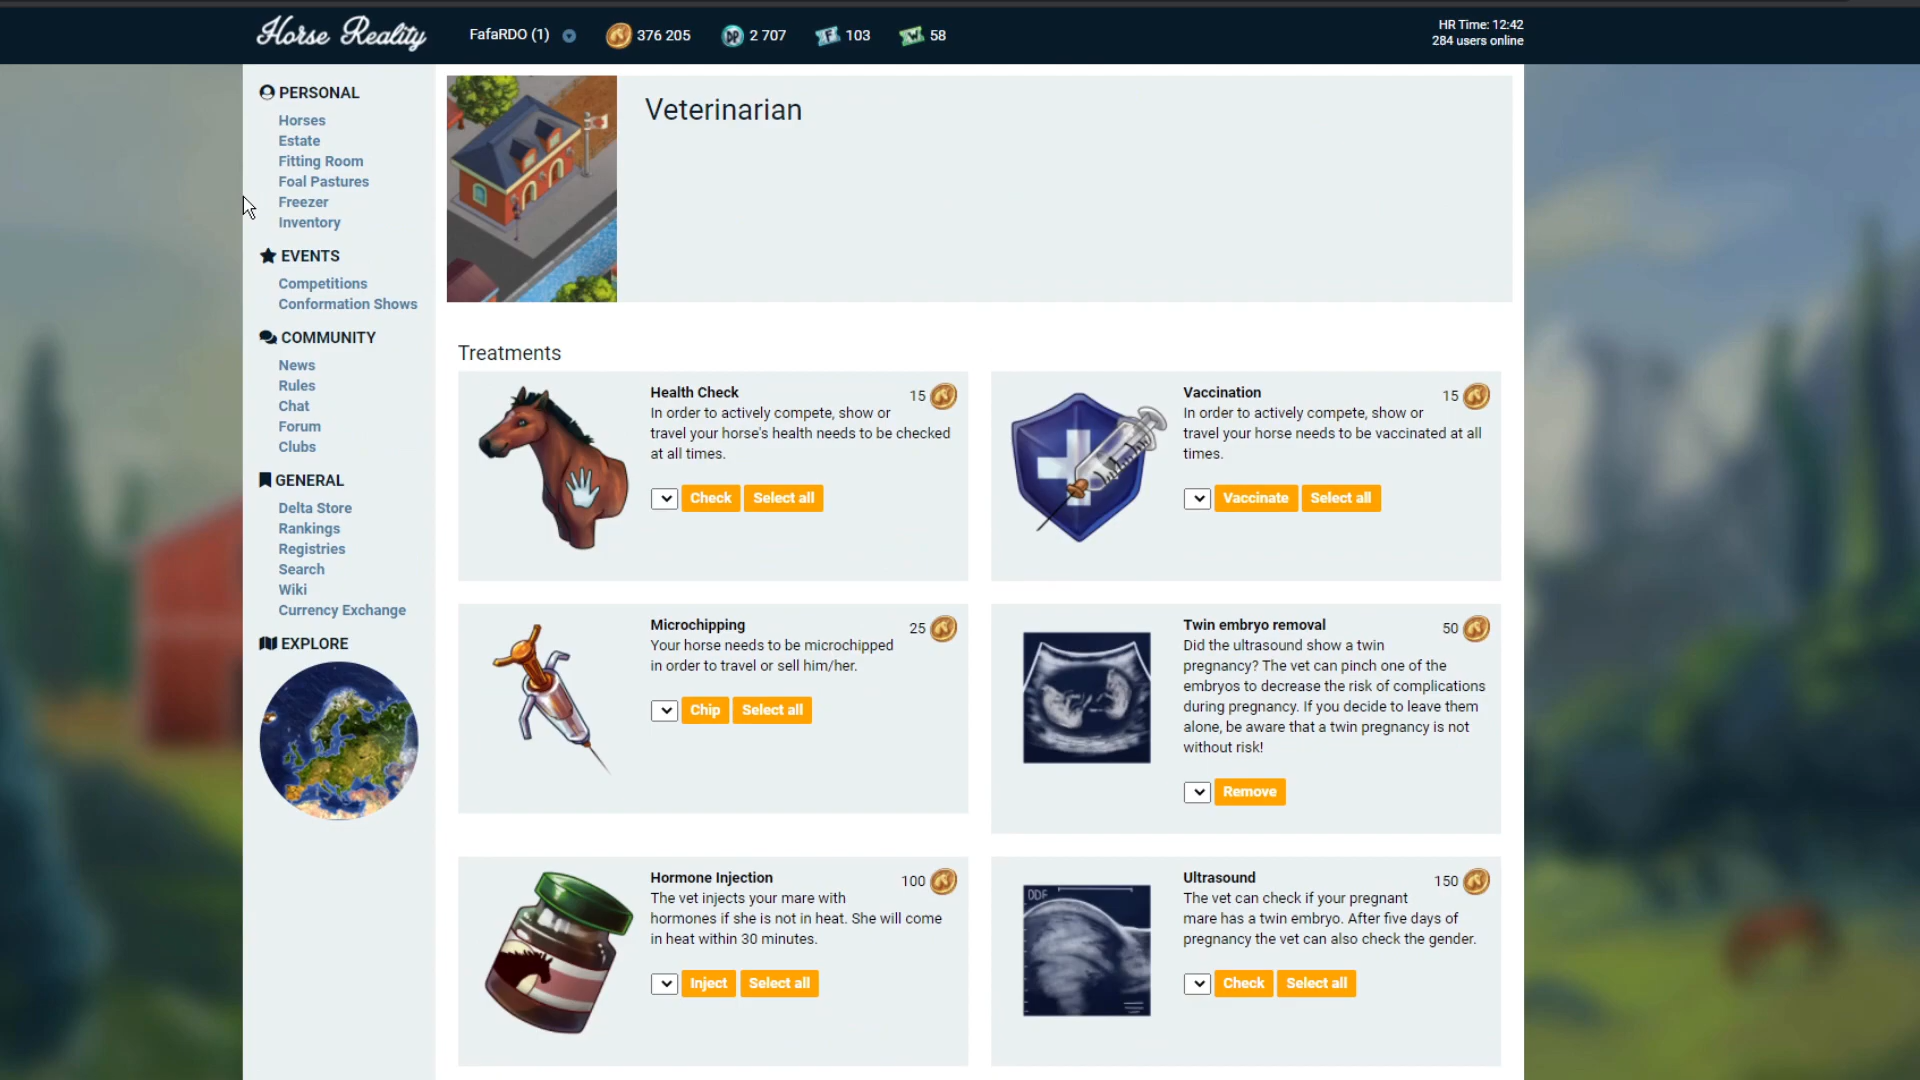 Horse Reality
FafaRDO (1)
376 205
DP
2 707
F
103
W
58
HR Time: 12:42
284 users online
PERSONAL
Horses
Estate
Fitting Room
Foal Pastures
Freezer
Inventory
EVENTS
Competitions
Conformation Shows
COMMUNITY
News
Rules
Chat
Forum
Clubs
GENERAL
Delta Store
Rankings
Registries
Search
Wiki
Currency Exchange
EXPLORE
Veterinarian
Treatments
Health Check
15
In order to actively compete, show or
travel your horse's health needs to be checked
at all times.
Check
Select all
Vaccination
15
In order to actively compete, show or
travel your horse needs to be vaccinated at all
times.
Vaccinate
Select all
Microchipping
25
Your horse needs to be microchipped
in order to travel or sell him/her.
Chip
Select all
Twin embryo removal
50
Did the ultrasound show a twin
pregnancy? The vet can pinch one of the
embryos to decrease the risk of complications
during pregnancy. If you decide to leave them
alone, be aware that a twin pregnancy is not
without risk!
Remove
Hormone Injection
100
The vet injects your mare with
hormones if she is not in heat. She will come
in heat within 30 minutes.
Inject
Select all
DDF
Ultrasound
150
The vet can check if your pregnant
mare has a twin embryo. After five days of
pregnancy the vet can also check the gender.
Check
Select all